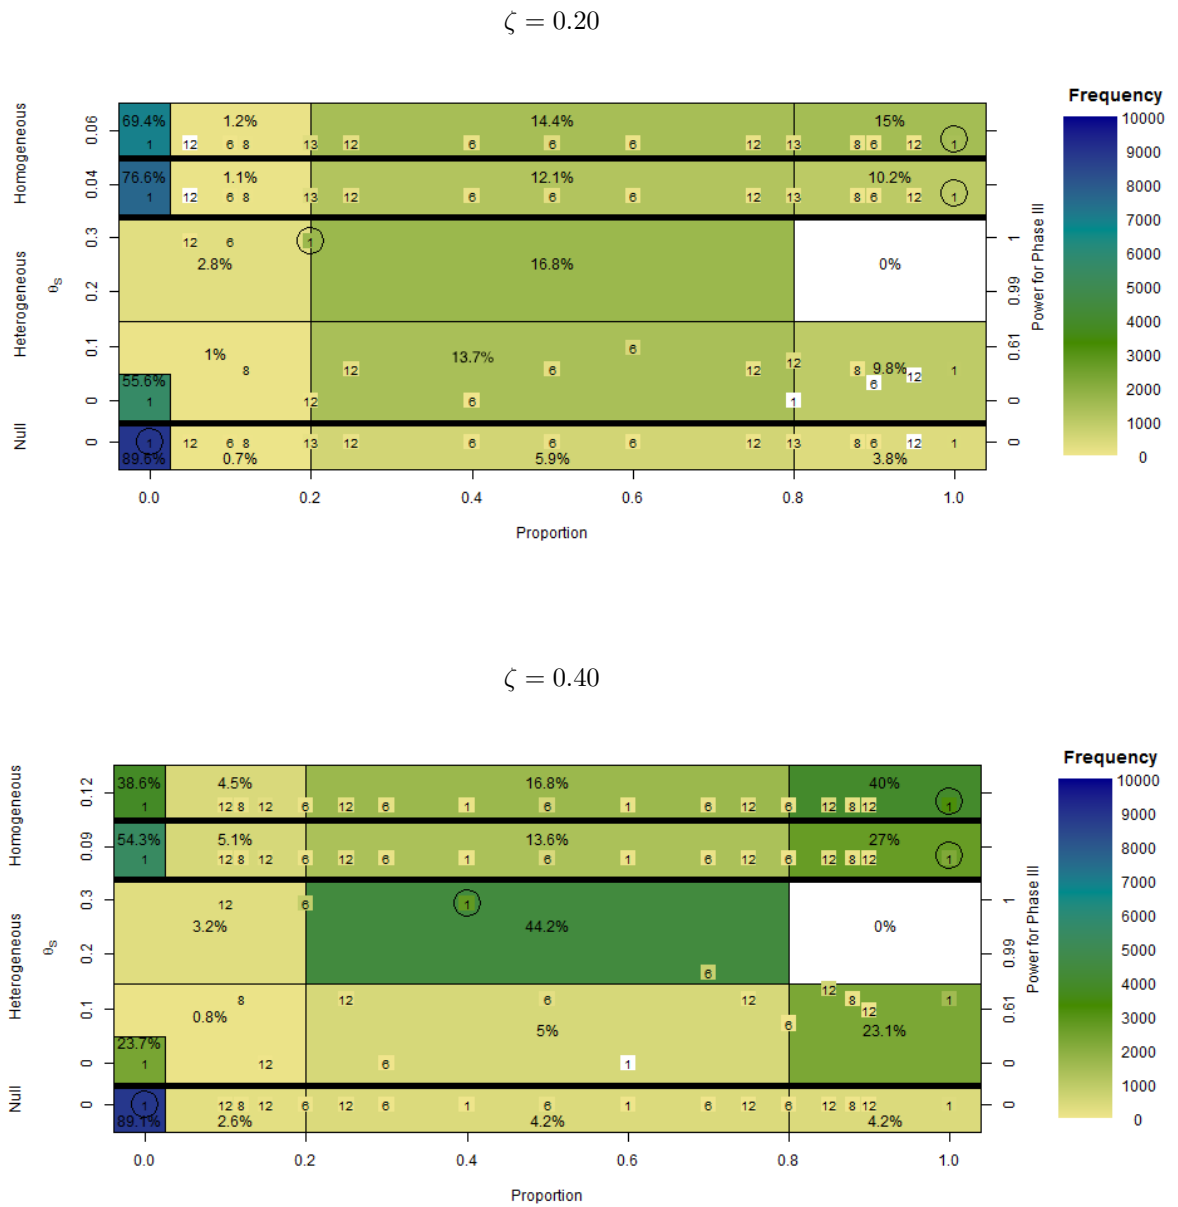 ζ = 0.20
Frequency
Homogeneous 0.06 69.4% 1.2% 14.4% 15%
1 12 6 8 13 12 6 6 6 12 13 8 6 12 1
0.04 76.6% 1.1% 12.1% 10.2%
1 12 6 8 13 12 6 6 6 12 13 8 6 12 1
Heterogeneous 0.3 12 6 1 1
2.8% 16.8% 0%
θS 0.2 0.99 Power for Phase III
0.1 6 0.61
1% 13.7% 12
8 12 6 12 8 9.8% 12 1
55.6% 6
0 1 12 6 1 0
Null 0 1 12 6 8 13 12 6 6 6 12 13 8 6 12 1 0
89.6% 0.7% 5.9% 3.8%
0.0 0.2 0.4 0.6 0.8 1.0
Proportion
10000
9000
8000
7000
6000
5000
4000
3000
2000
1000
0
ζ = 0.40
Frequency
Homogeneous 0.12 38.6% 4.5% 16.8% 40%
1 12 8 12 6 12 6 1 6 1 6 12 6 12 8 12 1
0.09 54.3% 5.1% 13.6% 27%
1 12 8 12 6 12 6 1 6 1 6 12 6 12 8 12 1
Heterogeneous 0.3 12 6 1 1
3.2% 44.2% 0%
θS 0.2 6 0.99 Power for Phase III
12
8 12 6 12 8 1
0.1 0.8% 12 0.61
5% 6 23.1%
23.7%
0 1 12 6 1 0
Null 0 1 12 8 12 6 12 6 1 6 1 6 12 6 12 8 12 1 0
89.1% 2.6% 4.2% 4.2%
0.0 0.2 0.4 0.6 0.8 1.0
Proportion
10000
9000
8000
7000
6000
5000
4000
3000
2000
1000
0